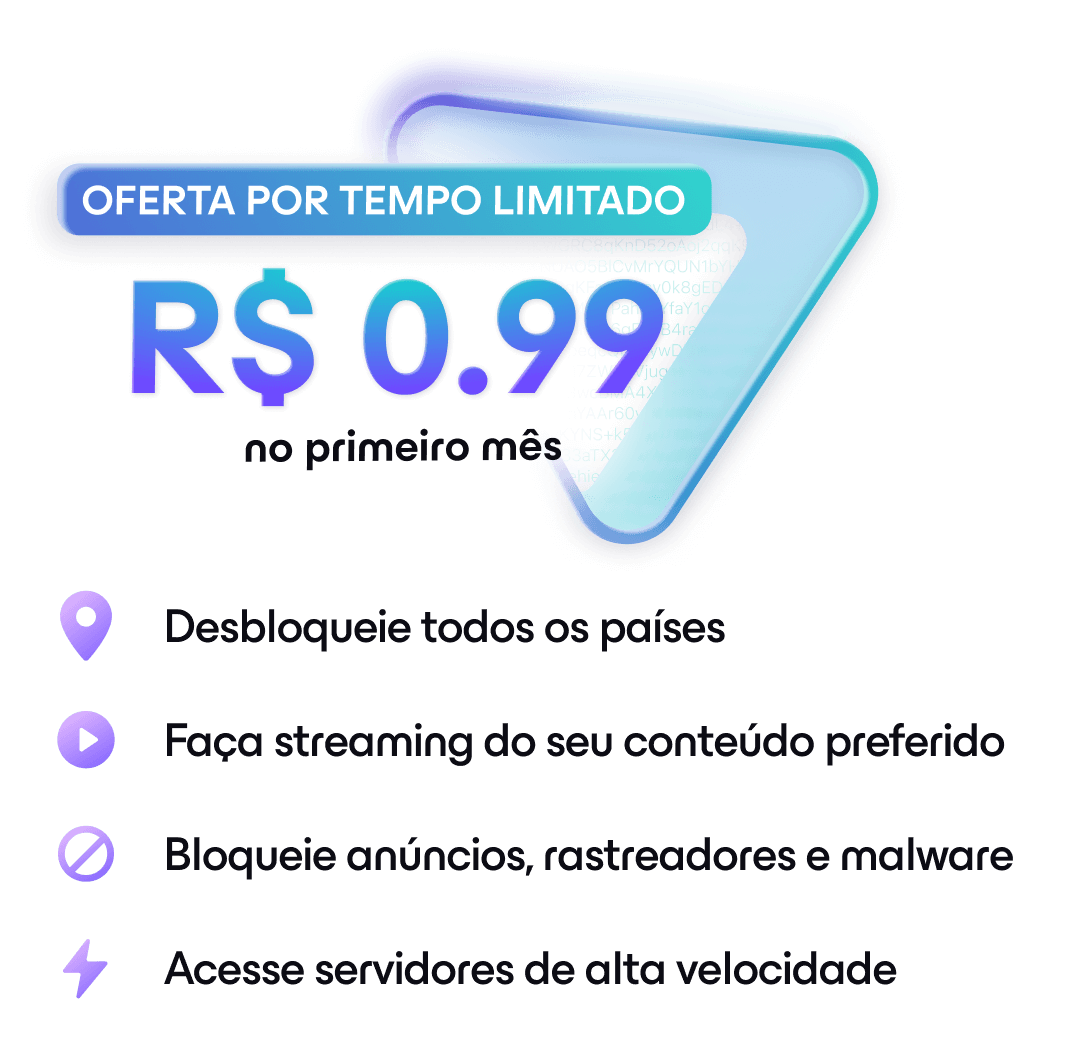 OFERTA POR TEMPO LIMITADO
R$ 0.99
no primeiro mês
Desbloqueie todos os países
Faça streaming do seu conteúdo preferido
Bloqueie anúncios, rastreadores e malware
Acesse servidores de alta velocidade